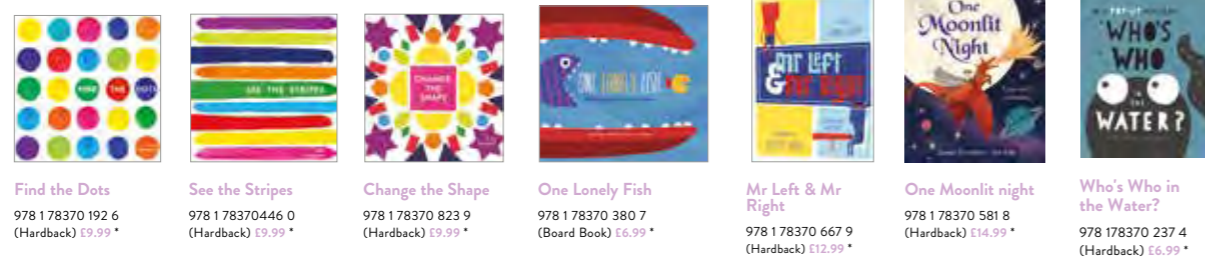 FIND THE DOTS
SEE THE STRIPES
CHANGE
THE
SHAPE
ONE LONELY FISH
Mr Left
& Mr Right
One
Moonlit
Night
POP-UP
WHO'S
WHO
IN
THE
WATER?
Find the Dots
978 1 78370 192 6
(Hardback) £9.99 *
See the Stripes
978 1 78370446 0
(Hardback) £9.99 *
Change the Shape
978 1 78370 823 9
(Hardback) £9.99 *
One Lonely Fish
978 1 78370 380 7
(Board Book) £6.99 *
Mr Left & Mr
Right
978 1 78370 667 9
(Hardback) £12.99 *
One Moonlit night
978 1 78370 581 8
(Hardback) £14.99 *
Who's Who in
the Water?
978 178370 237 4
(Hardback) £6.99 *